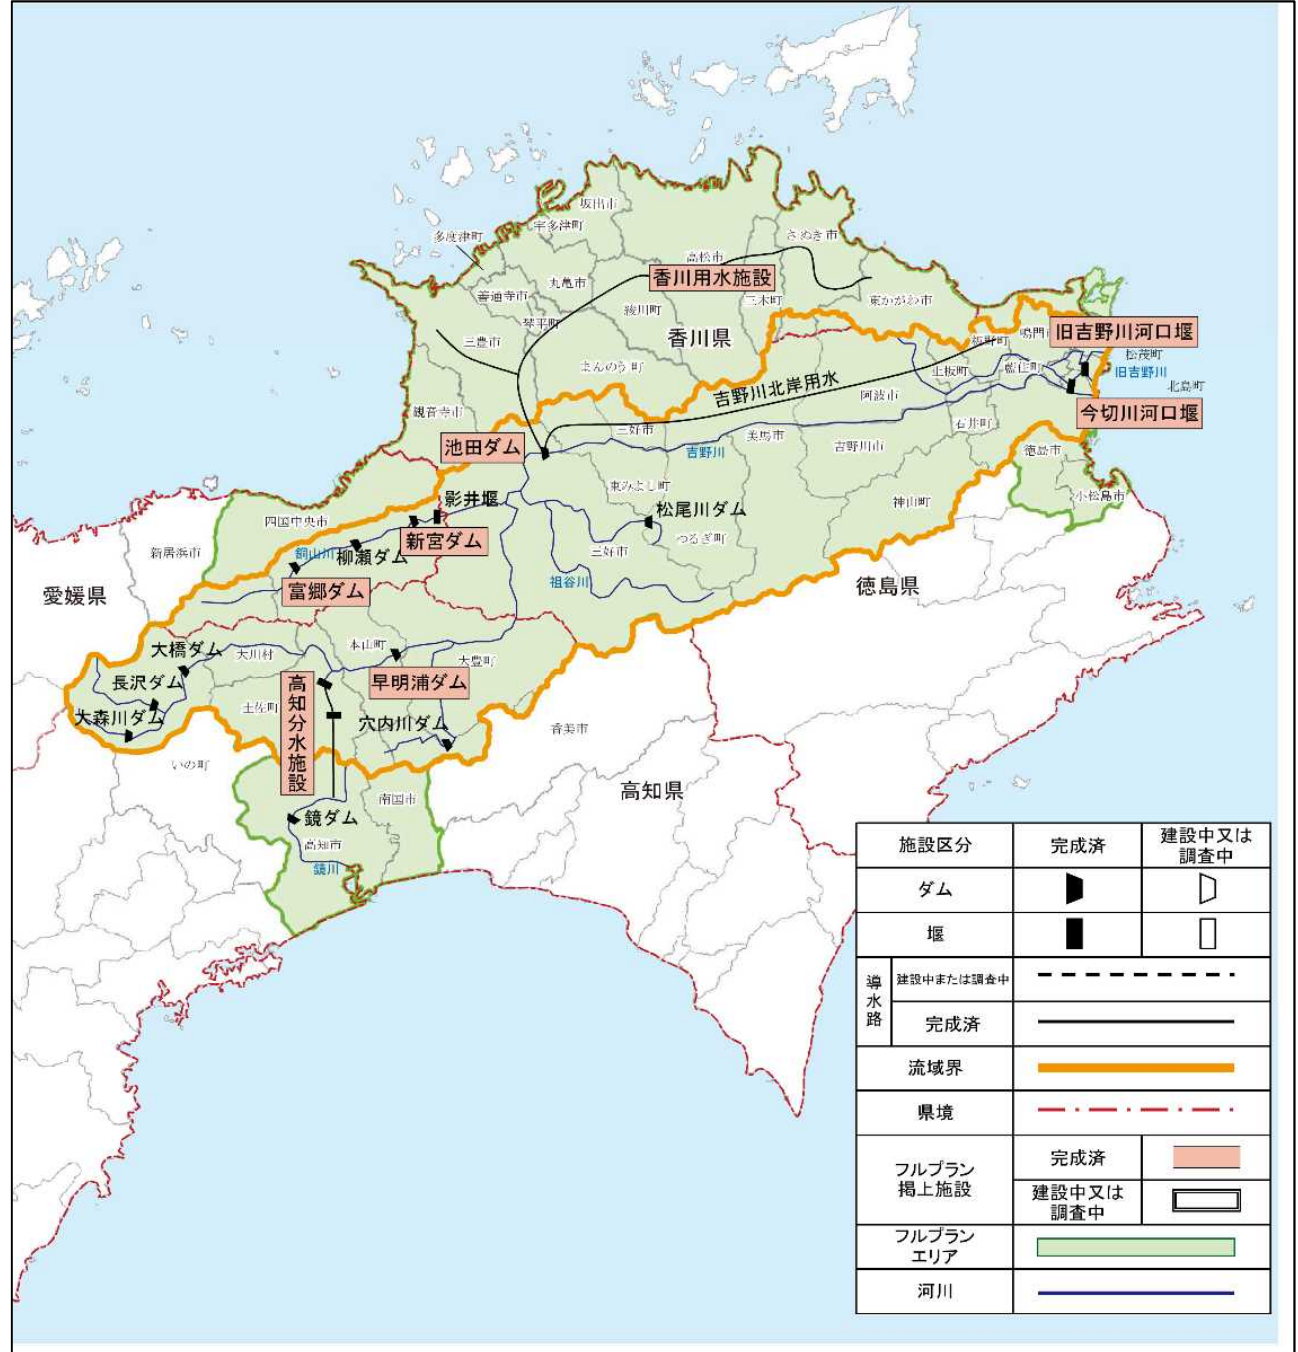 坂出市
宇多津町
多度津町
さぬき市
高松市
香川用水施設
丸亀市
善通寺市
三木町
東かがわ市
綾川町
琴平町
香川県
三豊市
まんのう町
板野町
鳴門市
旧吉野川河口堰
松茂町
旧吉野川
上板町
藍住町
北島町
吉野川北岸用水
阿波市
今切川河口堰
観音寺市
三好市
美馬市
石井町
池田ダム
吉野川
吉野川市
徳島市
東みよし町
影井堰
神山町
小松島市
四国中央市
松尾川ダム
新宮ダム
つるぎ町
新居浜市
銅山川
柳瀬ダム
三好市
祖谷川
富郷ダム
徳島県
愛媛県
大橋ダム
本山町
大川村
大豊町
長沢ダム
早明浦ダム
高知分水施設
土佐町
大森川ダム
穴内川ダム
香美市
いの町
高知県
南国市
鏡ダム
高知市
鏡川
施設区分 完成済 建設中又は
調査中
ダム
堰
導水路 建設中または調査中
完成済
流域界
県境
フルプラン
掲上施設 完成済
建設中又は
調査中
フルプラン
エリア
河川